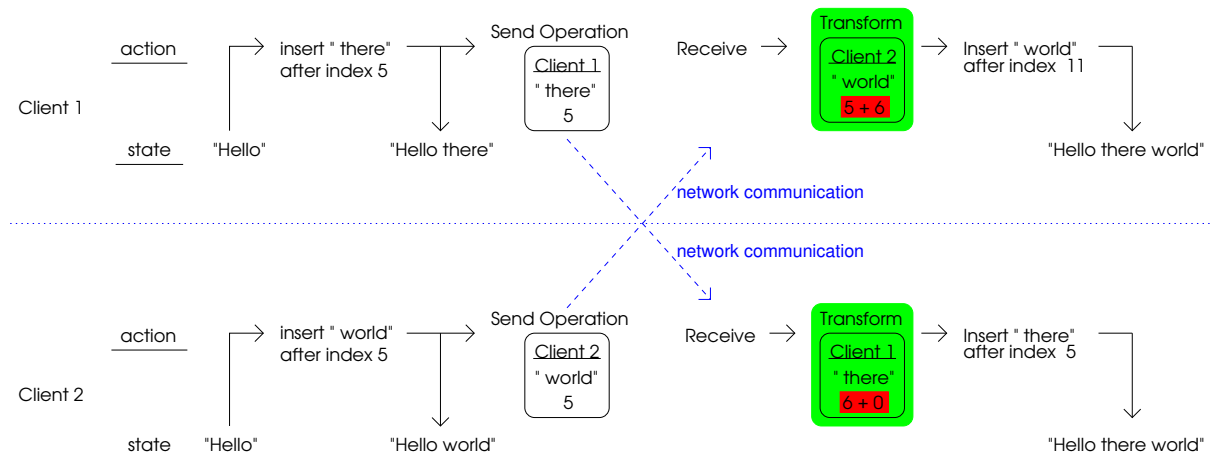 action
insert " there"
after index 5
Send Operation
Client 1
" there"
5
Receive
Transform
Client 2
" world"
5 + 6
Insert " world"
after index 11
Client 1
state
"Hello"
"Hello there"
"Hello there world"
network communication
network communication
action
insert " world"
after index 5
Send Operation
Client 2
" world"
5
Receive
Transform
Client 1
" there"
6 + 0
Insert " there"
after index 5
Client 2
state
"Hello"
"Hello world"
"Hello there world"